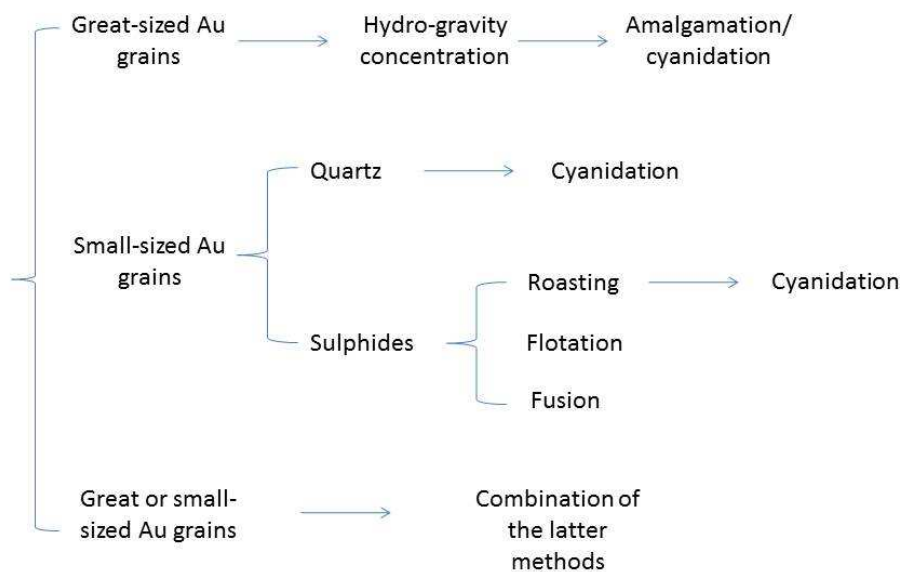 Great-sized Au
grains
Hydro-gravity
concentration
Amalgamation/
cyanidation
Quartz
Cyanidation
Small-sized Au
grains
Roasting
Cyanidation
Sulphides
Flotation
Fusion
Great or small-
sized Au grains
Combination of
the latter
methods